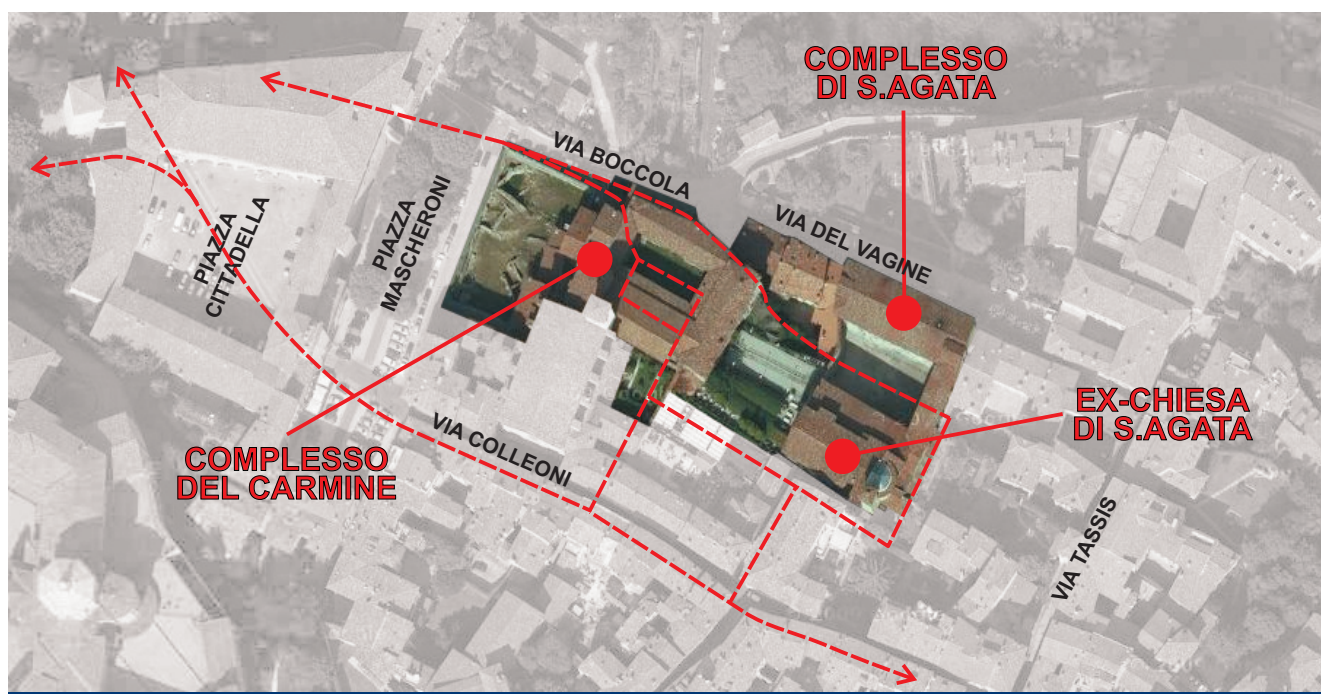 COMPLESSO
DI S.AGATA
VIA BOCCOLA
VIA DEL VAGINE
PIAZZA
MASCHERONI
PIAZZA
CITTADELLA
EX-CHIESA
DI S.AGATA
VIA COLLEONI
COMPLESSO
DEL CARMINE
VIA TASSIS